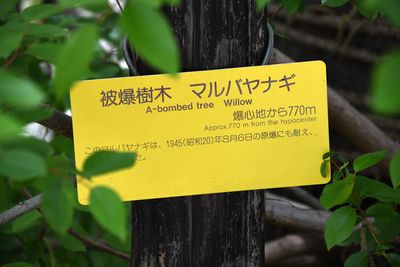 被爆樹木 マルバヤナギ
A-bombed tree Willow
爆心地から770m
Approx.770 m from the hypocenter
このマルバヤナギは、1945(昭和20)年8月6日の原爆にも耐え、
と。